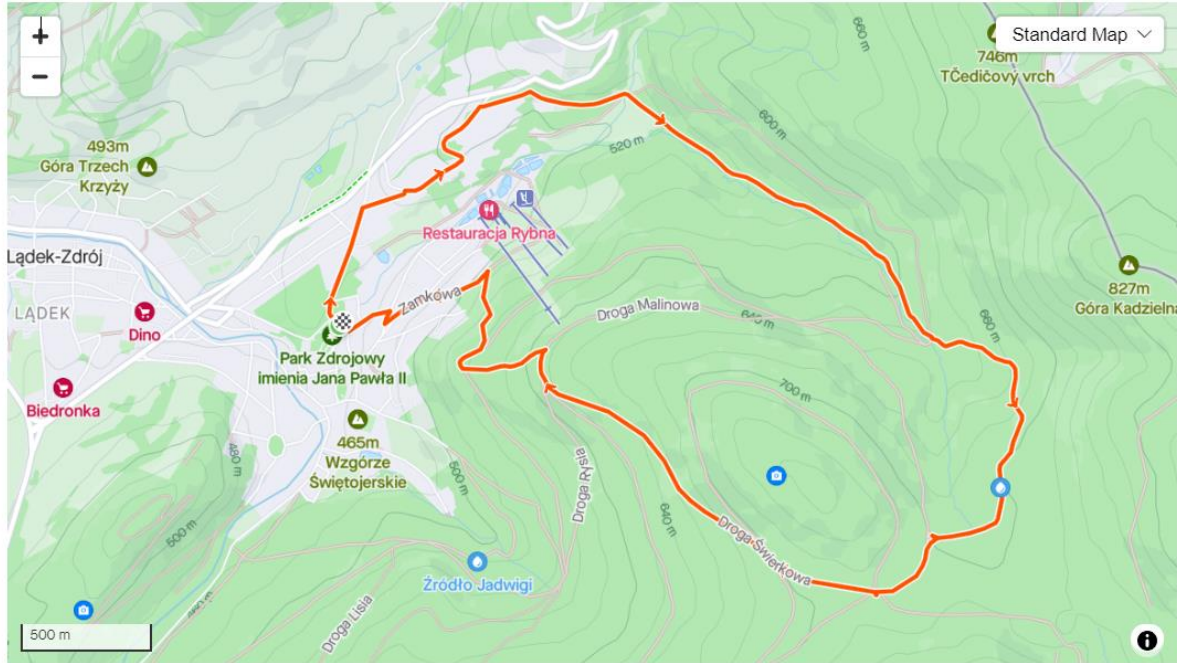 +
−
Standard Map
660 m
746m
TČedičový vrch
493m
Góra Trzech
Krzyży
600 m
520 m
Restauracja Rybna
Lądek-Zdrój
827m
Góra Kadzielna
LĄDEK
Dino
Zamkowa
Droga Malinowa
645 m
660 m
Park Zdrojowy
imienia Jana Pawła II
Biedronka
700 m
465m
Wzgórze
Świętojerskie
480 m
500 m
Droga Rysia
640 m
500 m
Droga Świerkowa
Źródło Jadwigi
Droga Lisia
500 m